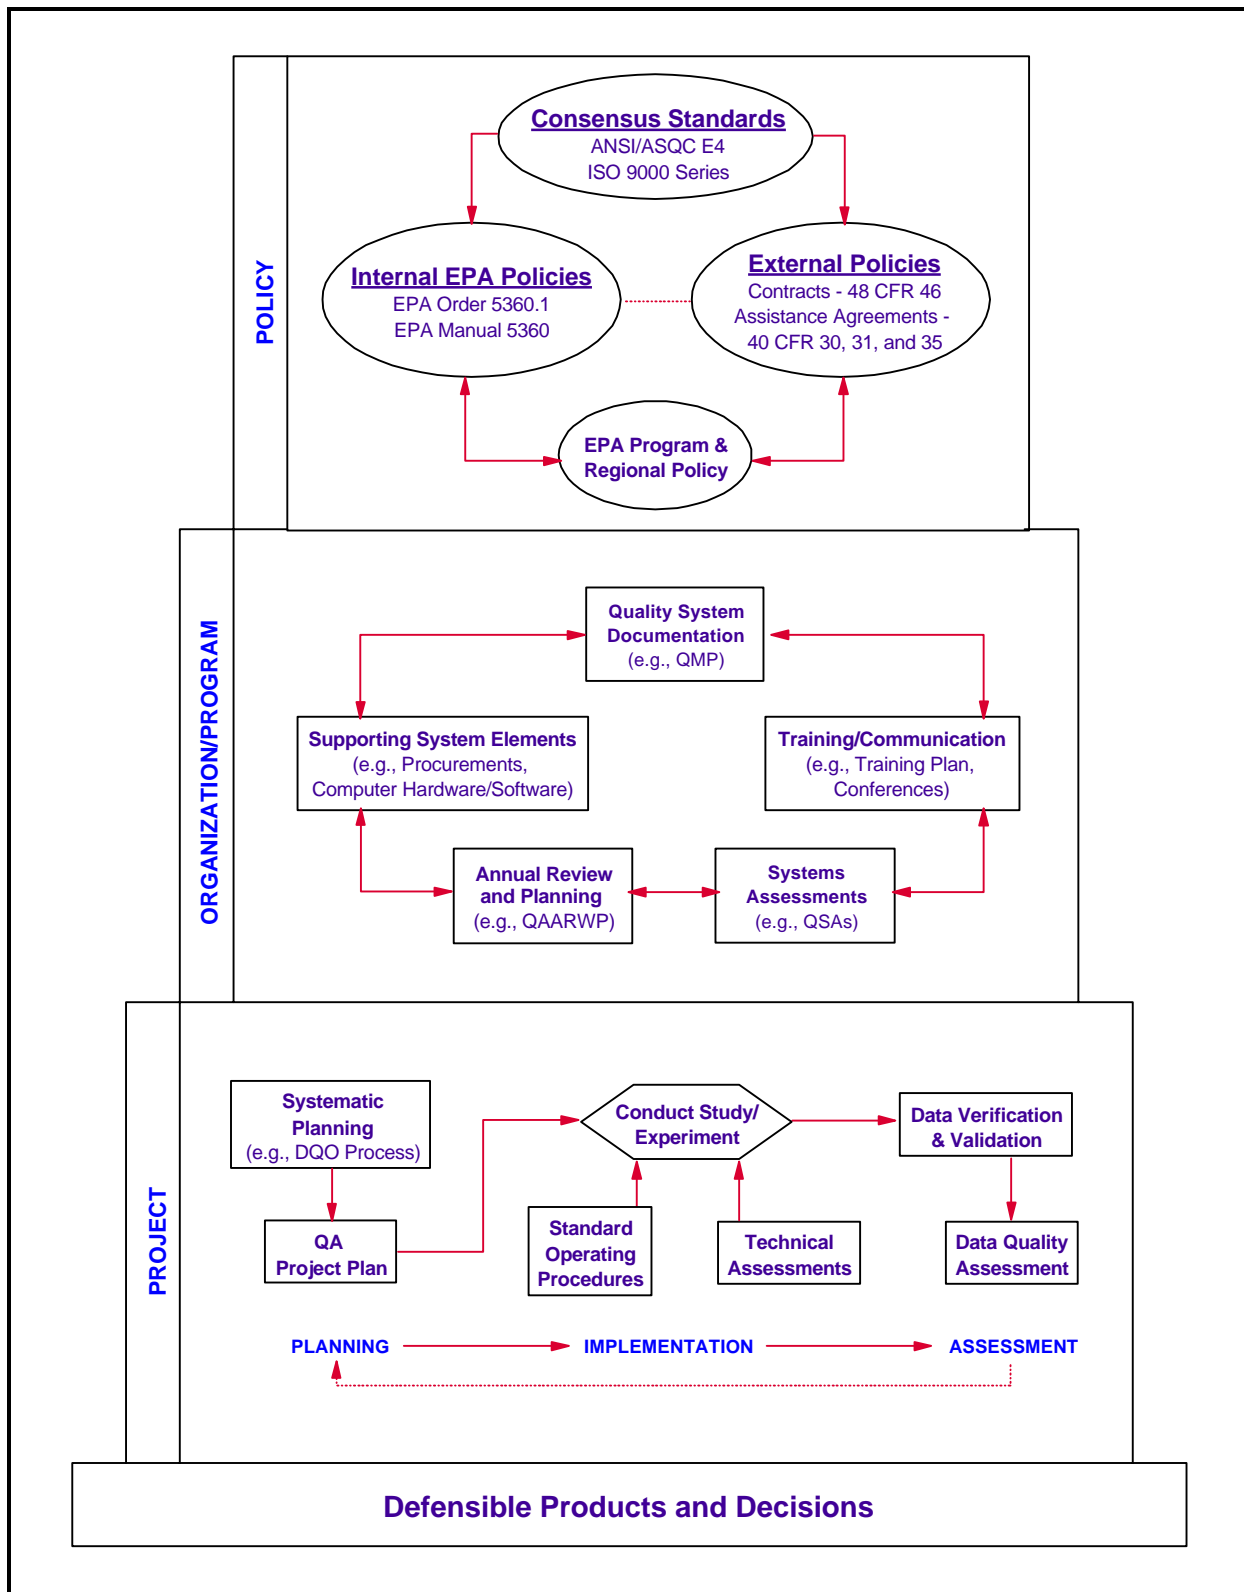 POLICY
Consensus Standards
ANSI/ASQC E4
ISO 9000 Series
Internal EPA Policies
EPA Order 5360.1
EPA Manual 5360
External Policies
Contracts - 48 CFR 46
Assistance Agreements -
40 CFR 30, 31, and 35
EPA Program &
Regional Policy
ORGANIZATION/PROGRAM
Quality System
Documentation
(e.g., QMP)
Supporting System Elements
(e.g., Procurements,
Computer Hardware/Software)
Training/Communication
(e.g., Training Plan,
Conferences)
Annual Review
and Planning
(e.g., QAARWP)
Systems
Assessments
(e.g., QSAs)
PROJECT
Systematic
Planning
(e.g., DQO Process)
QA
Project Plan
Conduct Study/
Experiment
Standard
Operating
Procedures
Technical
Assessments
Data Verification
& Validation
Data Quality
Assessment
PLANNING
IMPLEMENTATION
ASSESSMENT
Defensible Products and Decisions